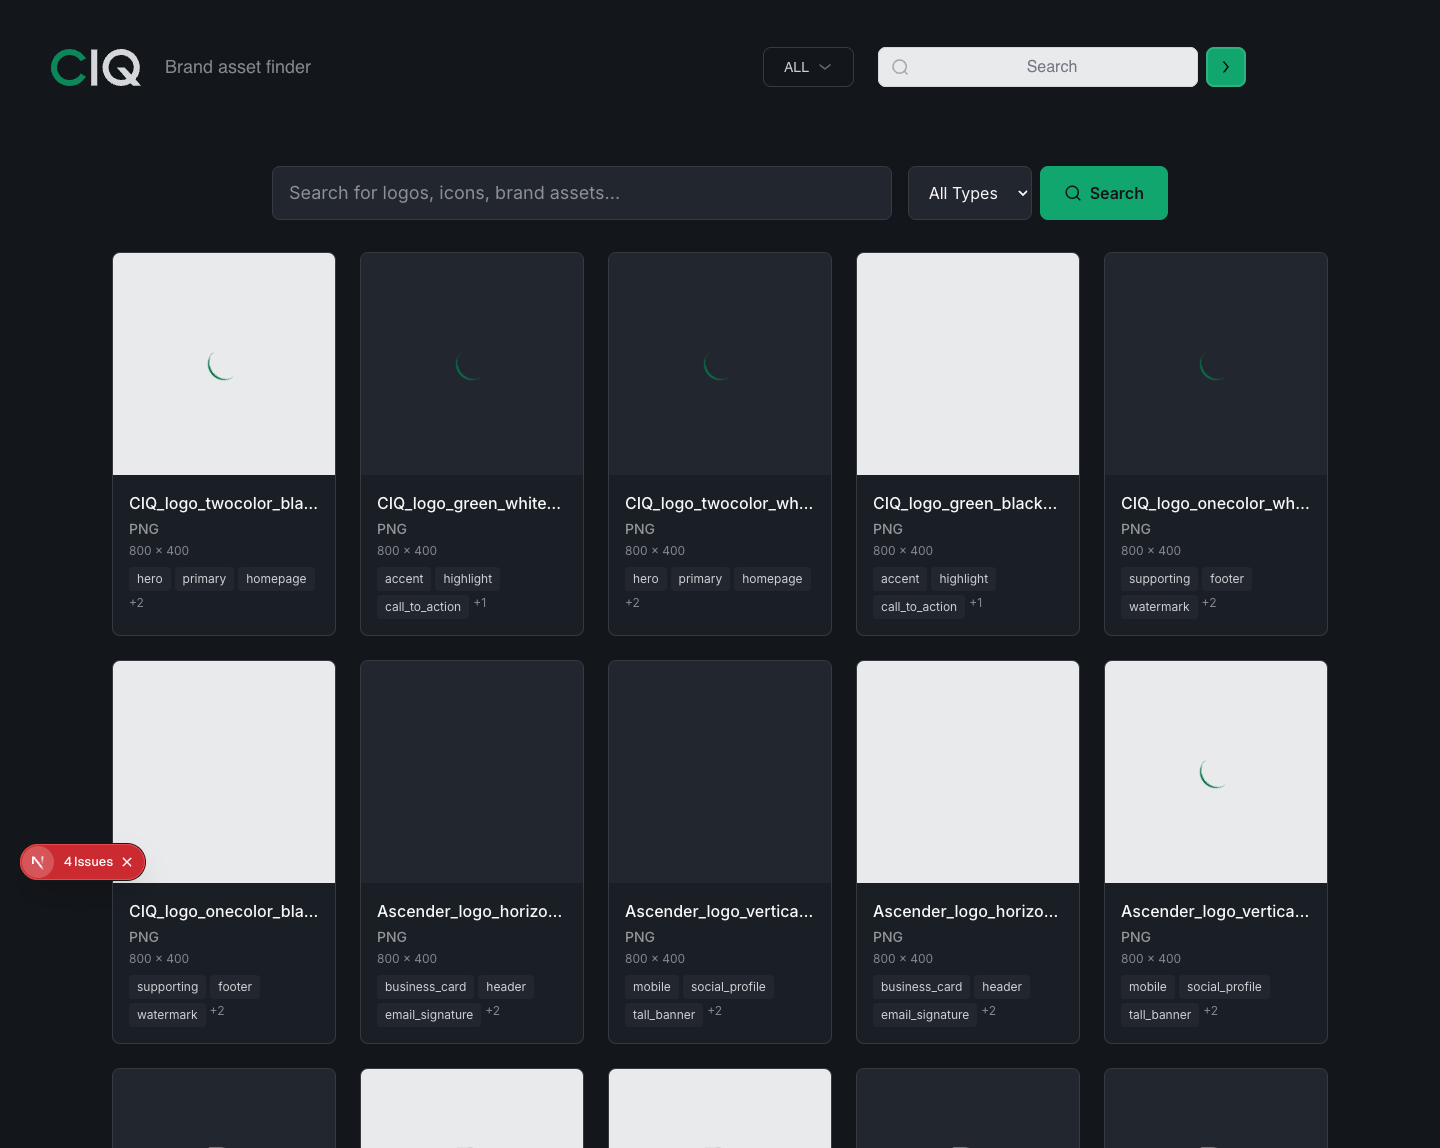 CIQ
Brand asset finder
ALL
Search
Search for logos, icons, brand assets...
All Types
Search
CIQ_logo_twocolor_bla...
PNG
800 × 400
hero primary homepage
+2
CIQ_logo_green_white...
PNG
800 × 400
accent highlight
call_to_action +1
CIQ_logo_twocolor_wh...
PNG
800 × 400
hero primary homepage
+2
CIQ_logo_green_black...
PNG
800 × 400
accent highlight
call_to_action +1
CIQ_logo_onecolor_wh...
PNG
800 × 400
supporting footer
watermark +2
4 Issues
CIQ_logo_onecolor_bla...
PNG
800 × 400
supporting footer
watermark +2
Ascender_logo_horizo...
PNG
800 × 400
business_card header
email_signature +2
Ascender_logo_vertica...
PNG
800 × 400
mobile social_profile
tall_banner +2
Ascender_logo_horizo...
PNG
800 × 400
business_card header
email_signature +2
Ascender_logo_vertica...
PNG
800 × 400
mobile social_profile
tall_banner +2